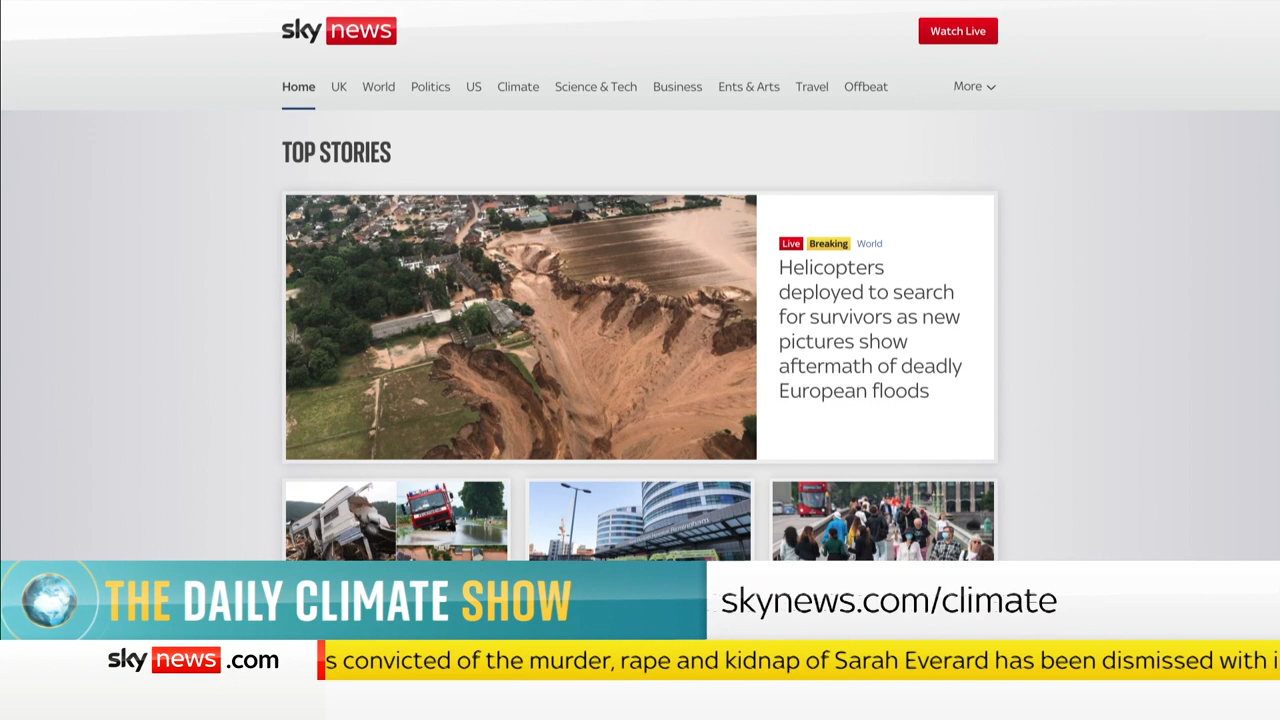 sky news
Watch Live
Home UK World Politics US Climate Science & Tech Business Ents & Arts Travel Offbeat More
TOP STORIES
Live Breaking World
Helicopters
deployed to search
for survivors as new
pictures show
aftermath of deadly
European floods
THE DAILY CLIMATE SHOW
skynews.com/climate
sky news .com
s convicted of the murder, rape and kidnap of Sarah Everard has been dismissed with i